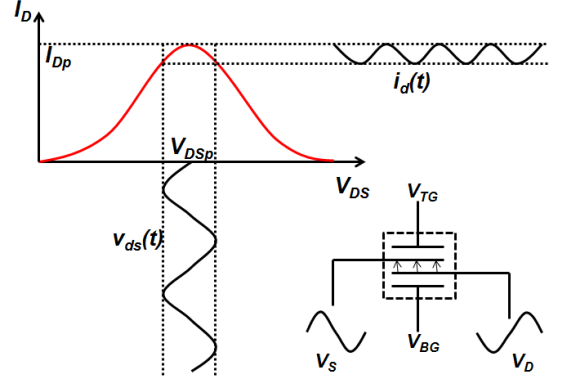 I_D
I_Dp
i_d(t)
V_DSp
V_DS
V_TG
v_ds(t)
V_BG
V_S
V_D